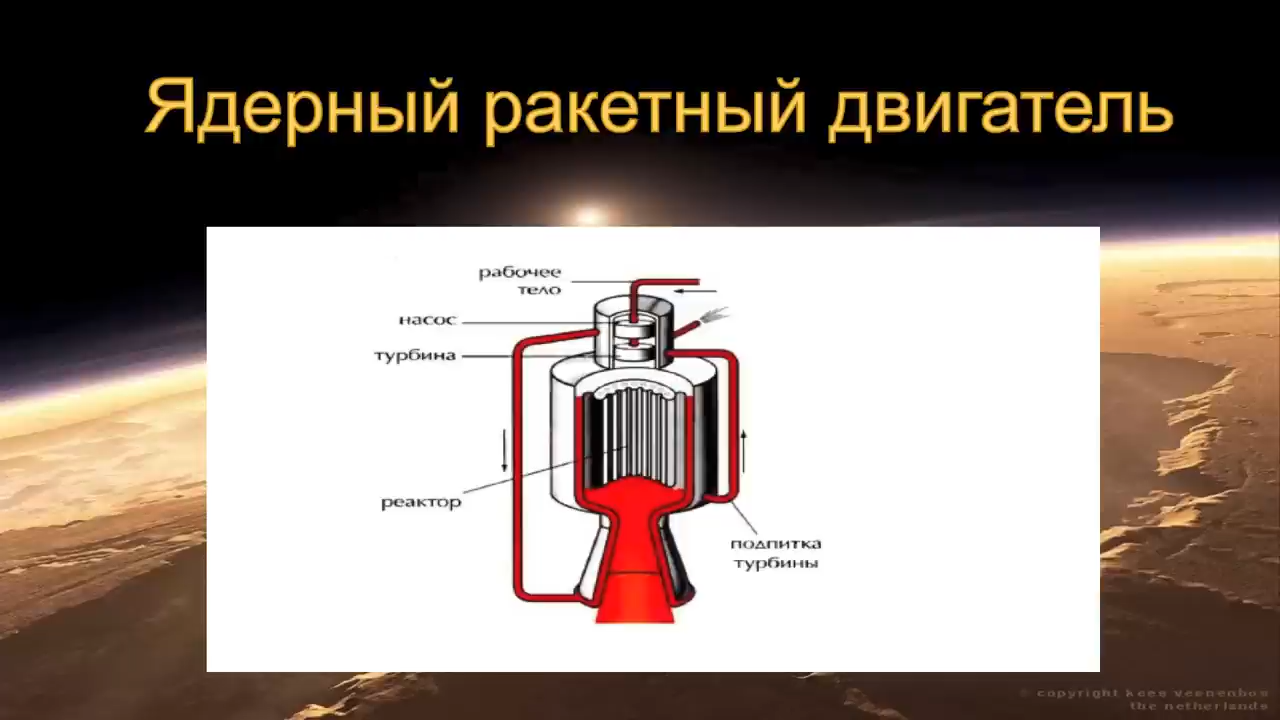 Ядерный ракетный двигатель
рабочее
тело
насос
турбина
реактор
подпитка
турбины
© copyright kees veenenbos
the netherlands